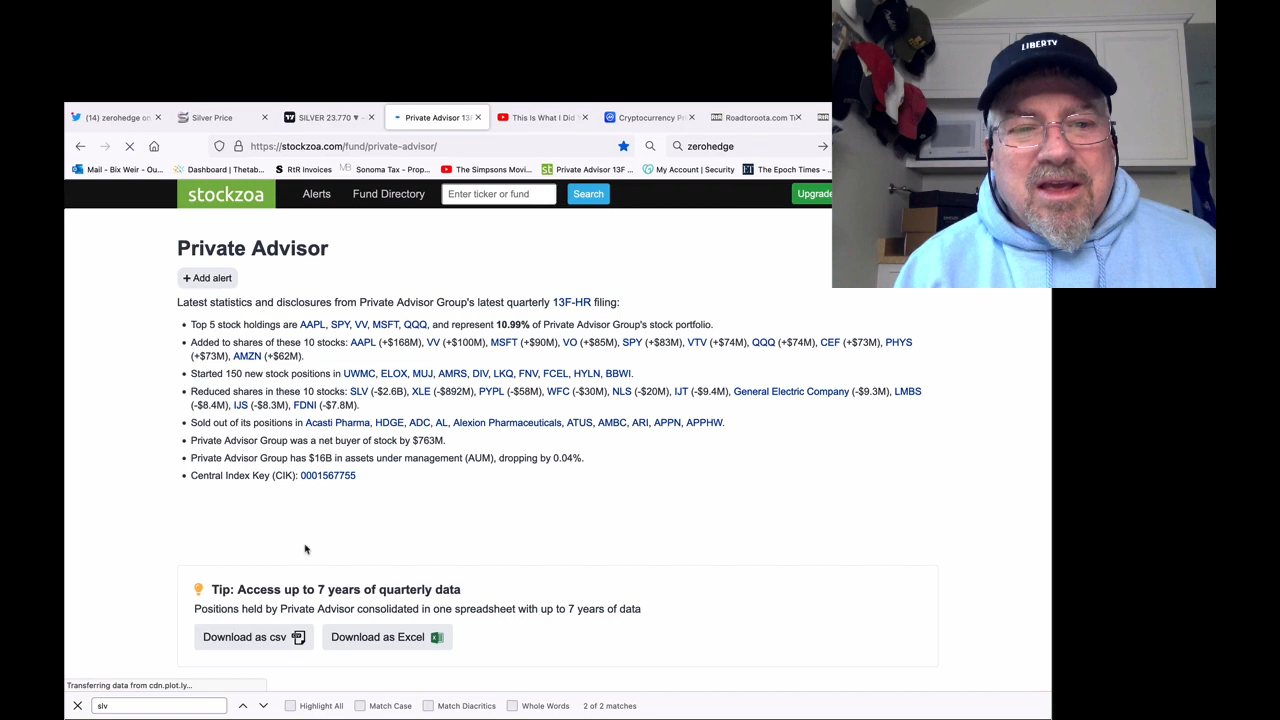 LIBERTY
(14) zerohedge on
Silver Price
SILVER 23.770 ▼
Private Advisor 13F
This Is What I Did
Cryptocurrency Pri
Roadtoroota.com
https://stockzoa.com/fund/private-advisor/
zerohedge
Mail - Bix Weir - Ou...
Dashboard | Thetab...
RtR Invoices
Sonoma Tax - Prop...
The Simpsons Movi...
Private Advisor 13F ...
My Account | Security
The Epoch Times - ...
stockzoa
Alerts
Fund Directory
Enter ticker or fund
Search
Upgrade
Private Advisor
+ Add alert
Latest statistics and disclosures from Private Advisor Group's latest quarterly 13F-HR filing:
• Top 5 stock holdings are AAPL, SPY, VV, MSFT, QQQ, and represent 10.99% of Private Advisor Group's stock portfolio.
• Added to shares of these 10 stocks: AAPL (+$168M), VV (+$100M), MSFT (+$90M), VO (+$85M), SPY (+$83M), VTV (+$74M), QQQ (+$74M), CEF (+$73M), PHYS
(+$73M), AMZN (+$62M).
• Started 150 new stock positions in UWMC, ELOX, MUJ, AMRS, DIV, LKQ, FNV, FCEL, HYLN, BBWI.
• Reduced shares in these 10 stocks: SLV (-$2.6B), XLE (-$892M), PYPL (-$58M), WFC (-$30M), NLS (-$20M), IJT (-$9.4M), General Electric Company (-$9.3M), LMBS
(-$8.4M), IJS (-$8.3M), FDNI (-$7.8M).
• Sold out of its positions in Acasti Pharma, HDGE, ADC, AL, Alexion Pharmaceuticals, ATUS, AMBC, ARI, APPN, APPHW.
• Private Advisor Group was a net buyer of stock by $763M.
• Private Advisor Group has $16B in assets under management (AUM), dropping by 0.04%.
• Central Index Key (CIK): 0001567755
Tip: Access up to 7 years of quarterly data
Positions held by Private Advisor consolidated in one spreadsheet with up to 7 years of data
Download as csv
Download as Excel
Transferring data from cdn.plot.ly...
slv
Highlight All
Match Case
Match Diacritics
Whole Words
2 of 2 matches